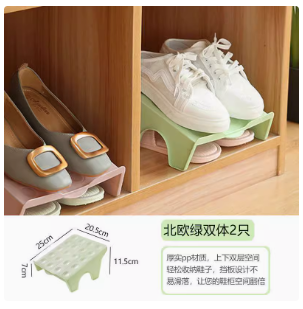 北欧绿双体2只
20.5cm
25cm
7cm
11.5cm
厚实pp材质，上下双层空间
轻松收纳鞋子，挡板设计不
易滑落，让您的鞋柜空间翻倍